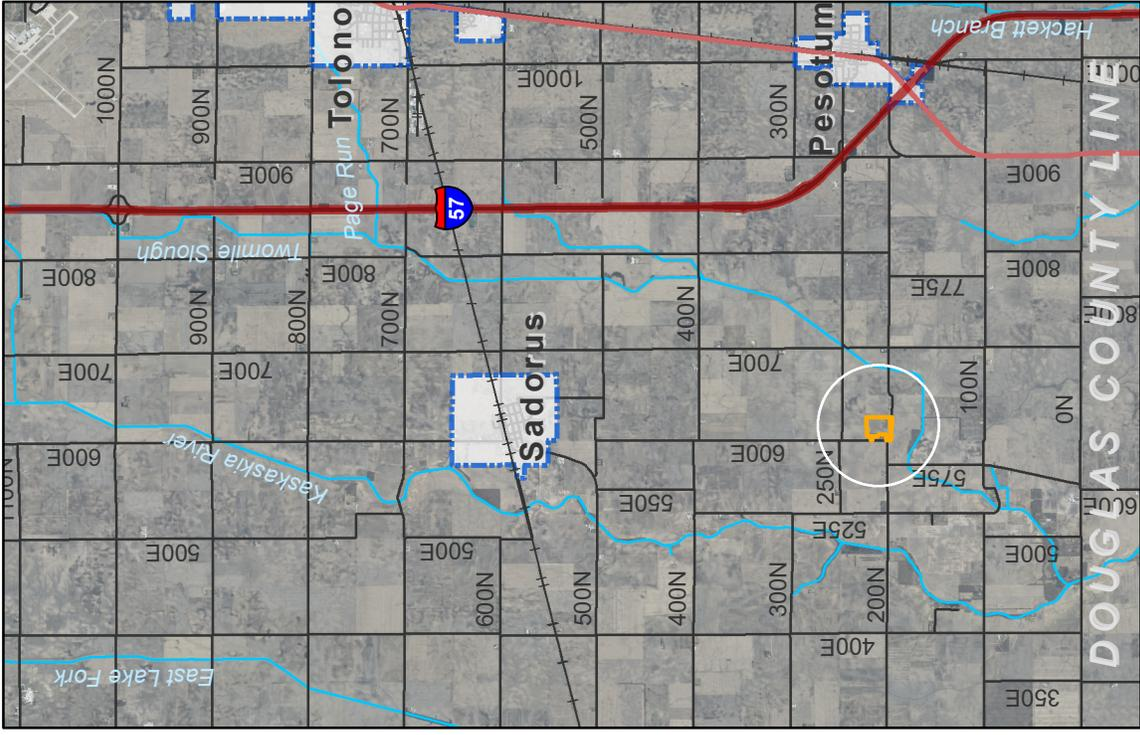 Tolono
Pesotum
Hackett Branch
1000N
900N
700N
1000E
500N
300N
900E
900E
Page Run
57
Twomile Slough
800E
800E
800E
775E
DOUGLAS COUNTY LINE
900N
800N
700N
Sadorus
400N
700E
700E
700E
100N
0N
600E
Kaskaskia River
600E
250N
575E
550E
525E
500E
500E
500E
600N
500N
400N
300N
200N
400E
East Lake Fork
350E